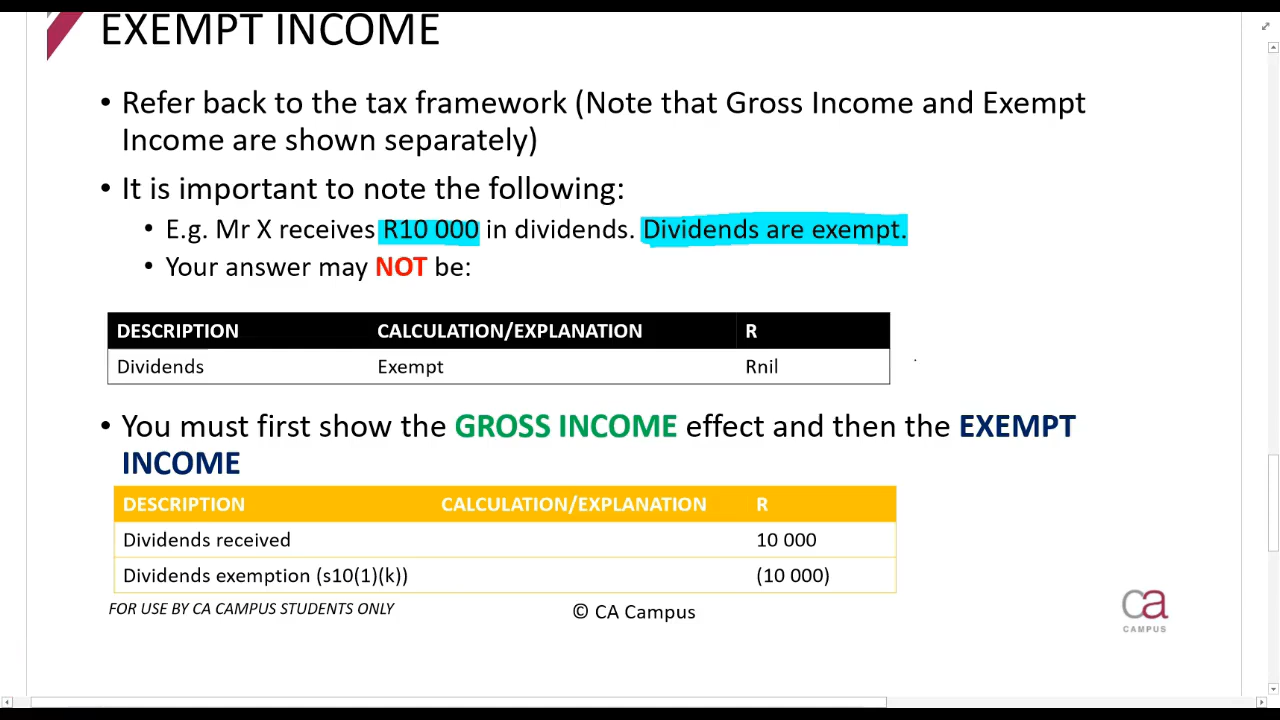 EXEMPT INCOME
• Refer back to the tax framework (Note that Gross Income and Exempt
Income are shown separately)
• It is important to note the following:
• E.g. Mr X receives R10 000 in dividends. Dividends are exempt.
• Your answer may NOT be:
DESCRIPTION CALCULATION/EXPLANATION R
Dividends Exempt Rnil
• You must first show the GROSS INCOME effect and then the EXEMPT
INCOME
DESCRIPTION CALCULATION/EXPLANATION R
Dividends received 10 000
Dividends exemption (s10(1)(k)) (10 000)
FOR USE BY CA CAMPUS STUDENTS ONLY © CA Campus
ca
CAMPUS